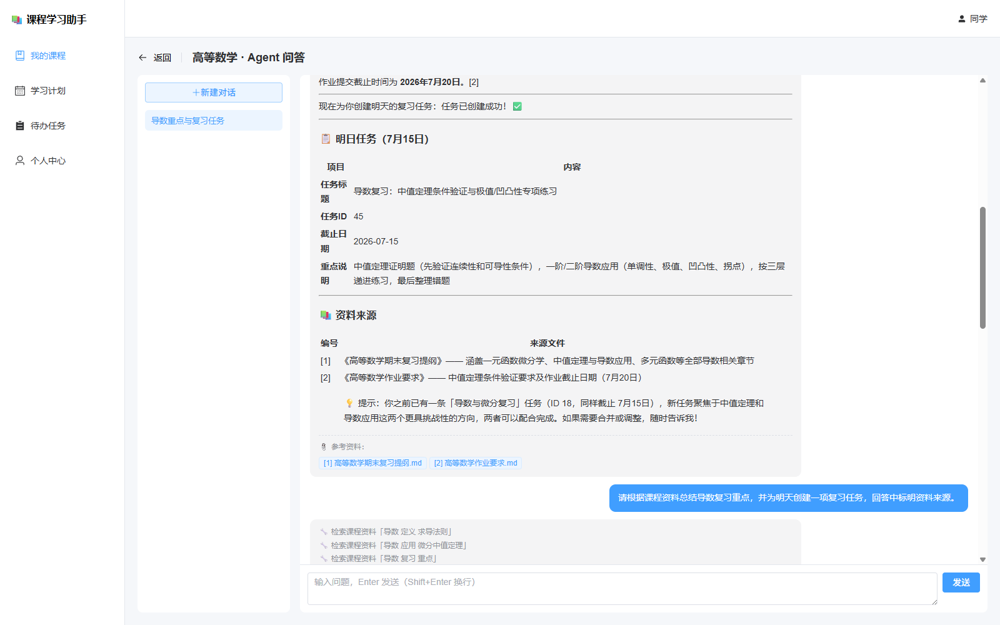 课程学习助手
同学
我的课程
学习计划
待办任务
个人中心
返回
高等数学 · Agent 问答
+新建对话
导数重点与复习任务
作业提交截止时间为 2026年7月20日。[2]
现在为你创建明天的复习任务：任务已创建成功！ ✅
📋 明日任务（7月15日）
项目 内容
任务标题 导数复习：中值定理条件验证与极值/凹凸性专项练习
任务ID 45
截止日期 2026-07-15
重点说明 中值定理证明题（先验证连续性和可导性条件），一阶/二阶导数应用（单调性、极值、凹凸性、拐点），按三层
递进练习，最后整理错题
📚 资料来源
编号 来源文件
[1] 《高等数学期末复习提纲》—— 涵盖一元函数微分学、中值定理与导数应用、多元函数等全部导数相关章节
[2] 《高等数学作业要求》—— 中值定理条件验证要求及作业截止日期（7月20日）
💡 提示：你之前已有一条「导数与微分复习」任务（ID 18，同样截止 7月15日），新任务聚焦于中值定理和
导数应用这两个更具挑战性的方向，两者可以配合完成。如果需要合并或调整，随时告诉我！
参考资料：
[1] 高等数学期末复习提纲.md [2] 高等数学作业要求.md
请根据课程资料总结导数复习重点，并为明天创建一项复习任务，回答中标明资料来源。
检索课程资料「导数 定义 求导法则」
检索课程资料「导数 应用 微分中值定理」
检索课程资料「导数 复习 重点」
输入问题，Enter 发送（Shift+Enter 换行）
发送